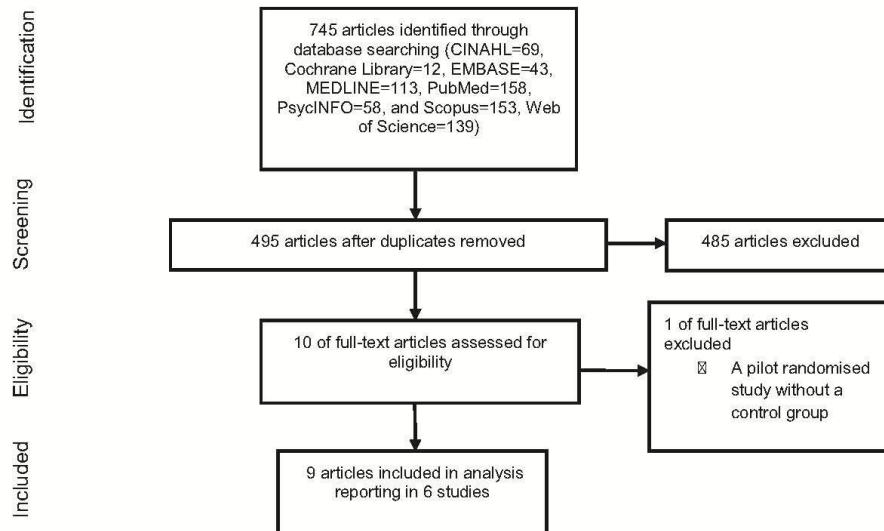 Identification
745 articles identified through
database searching (CINAHL=69,
Cochrane Library=12, EMBASE=43,
MEDLINE=113, PubMed=158,
PsycINFO=58, and Scopus=153, Web
of Science=139)
Screening
495 articles after duplicates removed
485 articles excluded
Eligibility
10 of full-text articles assessed for
eligibility
1 of full-text articles
excluded
A pilot randomised
study without a
control group
Included
9 articles included in analysis
reporting in 6 studies